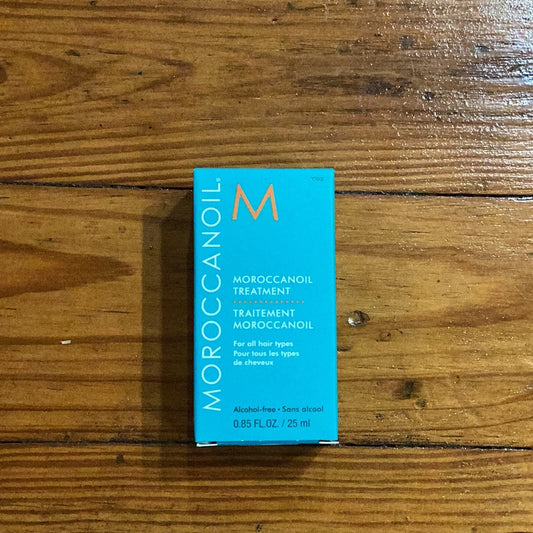 MOROCCANOIL®
M
MOROCCANOIL
TREATMENT
TRAITEMENT
MOROCCANOIL
For all hair types
Pour tous les types
de cheveux
Alcohol-free • Sans alcool
0.85 FL.OZ. / 25 ml